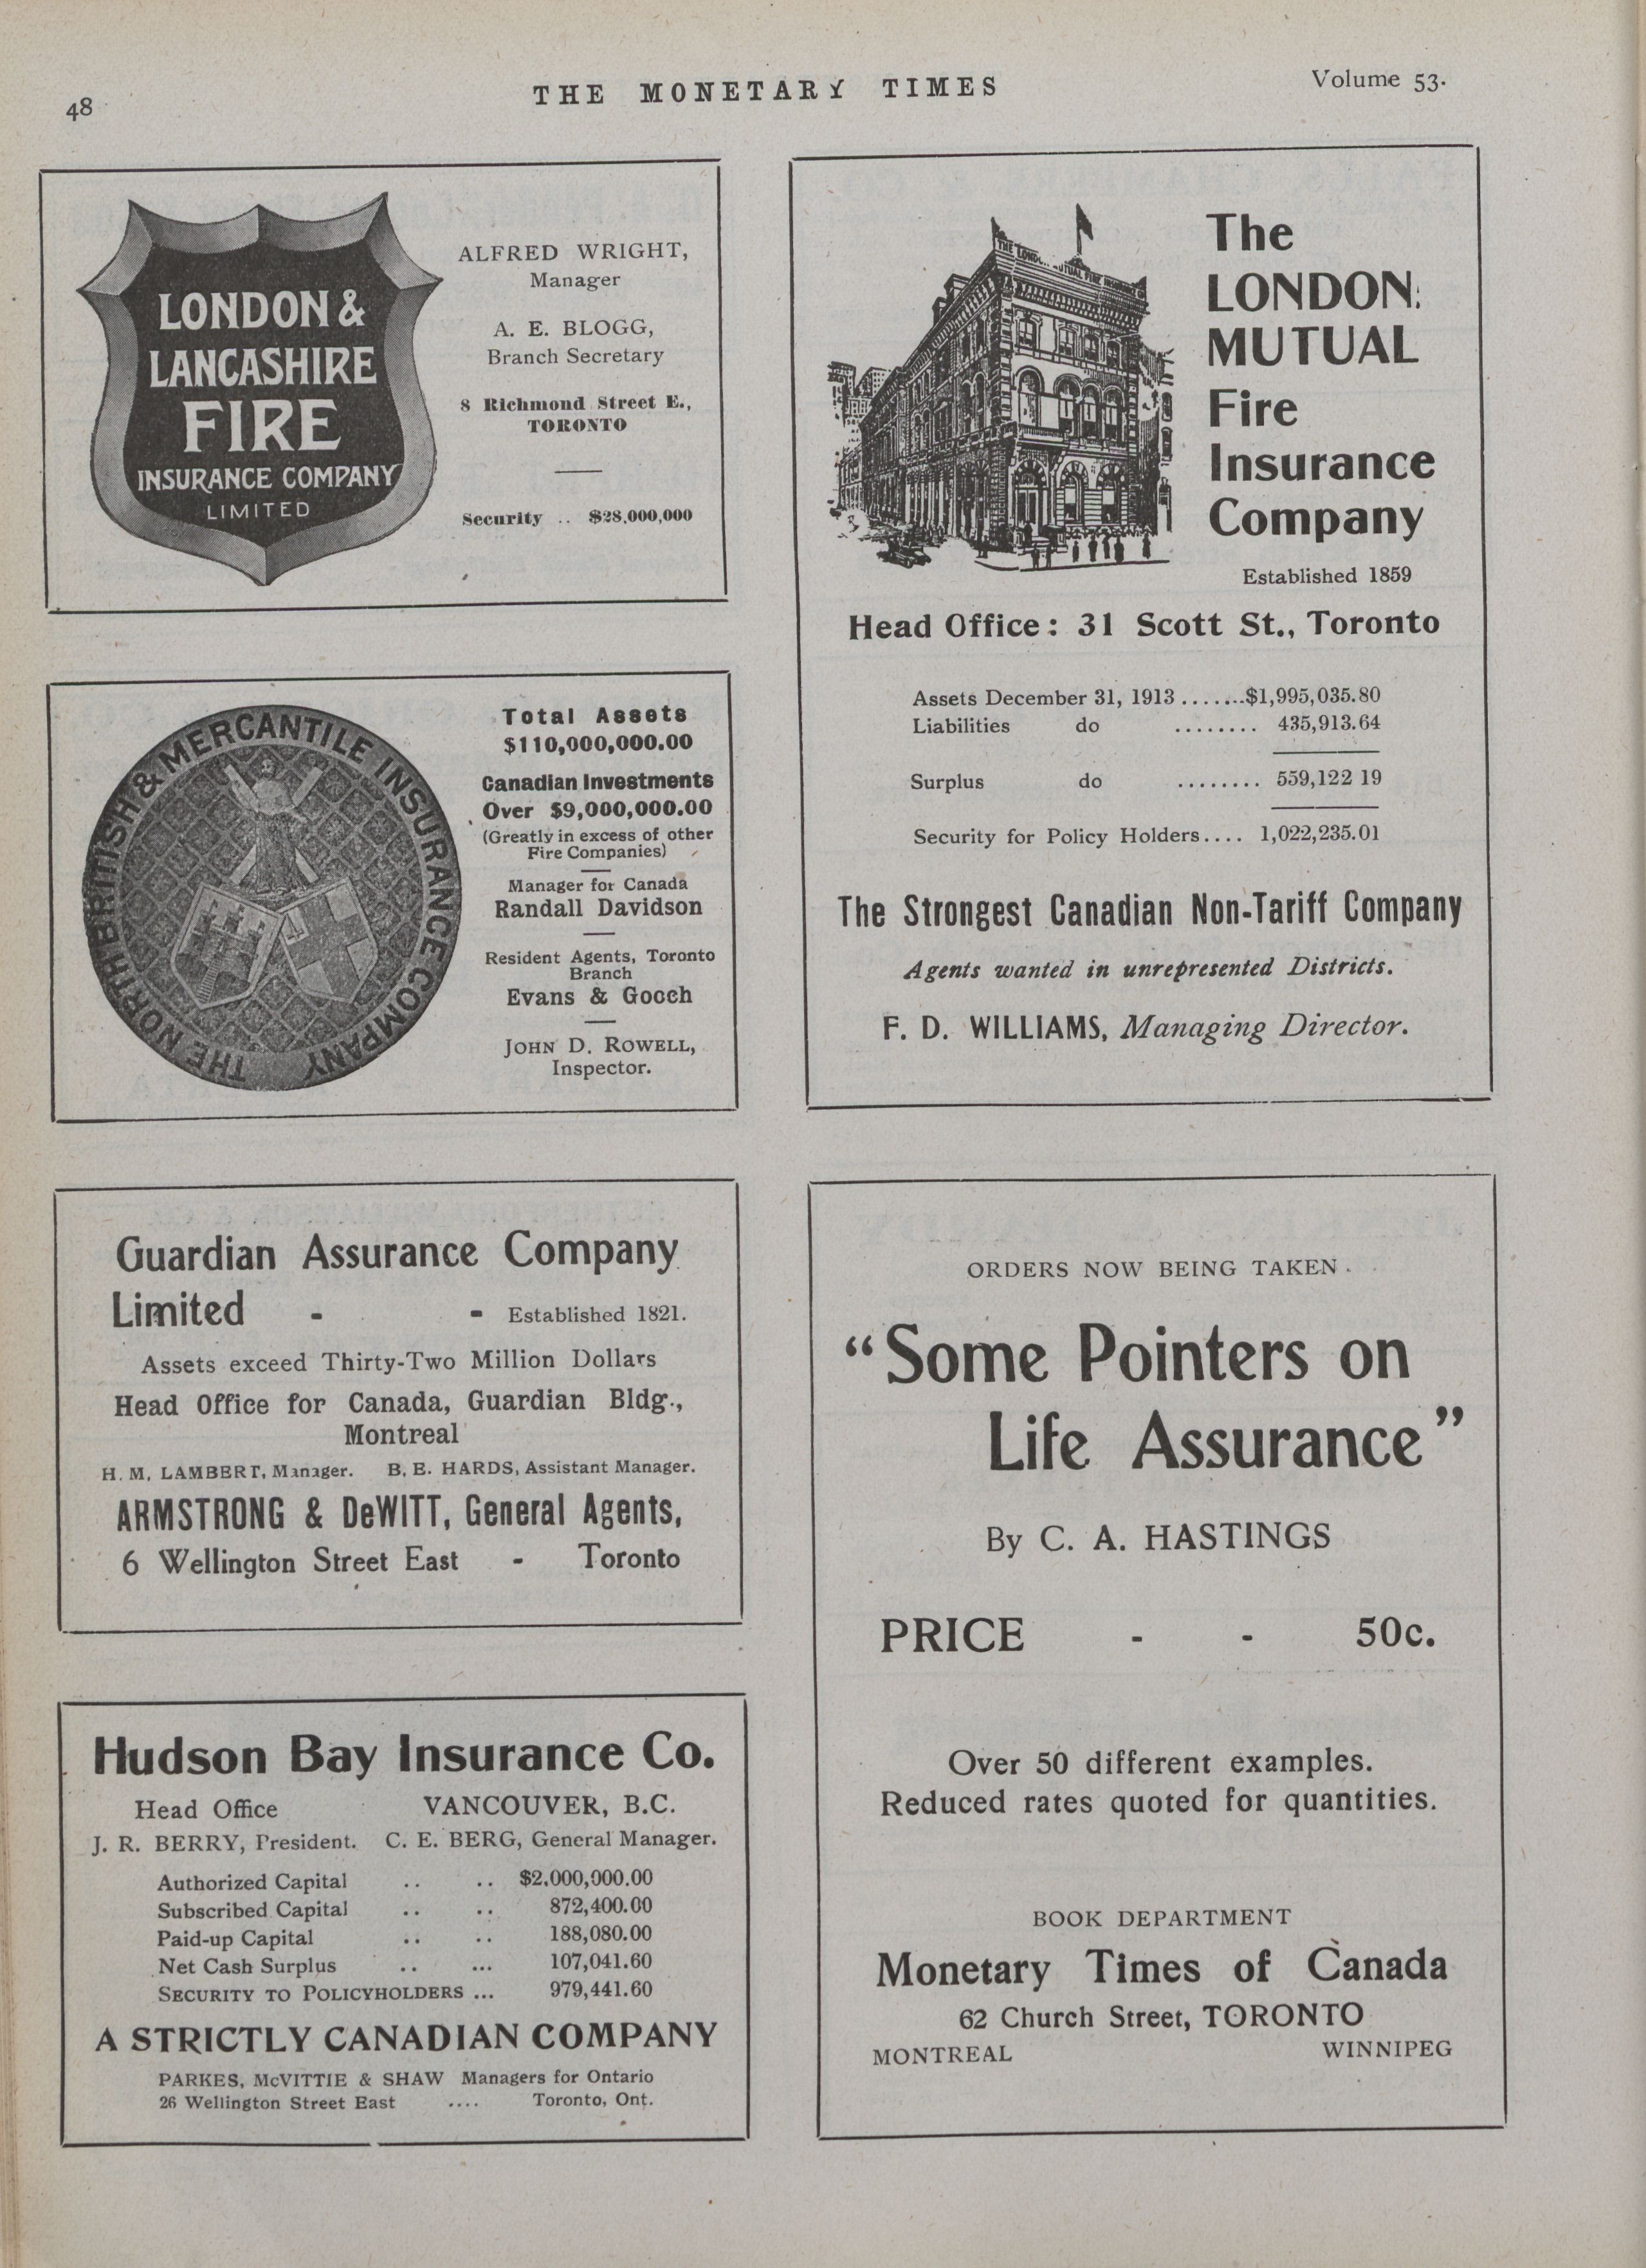 48
THE MONETARY TIMES
Volume 53.
LONDON &
LANCASHIRE
FIRE
INSURANCE COMPANY
LIMITED
ALFRED WRIGHT,
Manager
A. E. BLOGG,
Branch Secretary
8 Richmond Street E.,
TORONTO
Security .. $28,000,000
THE NORTH BRITISH & MERCANTILE INSURANCE COMPANY
Total Assets
$110,000,000.00
Canadian Investments
Over $9,000,000.00
(Greatly in excess of other
Fire Companies)
Manager for Canada
Randall Davidson
Resident Agents, Toronto
Branch
Evans & Gooch
JOHN D. ROWELL,
Inspector.
Guardian Assurance Company
Limited - - Established 1821.
Assets exceed Thirty-Two Million Dollars
Head Office for Canada, Guardian Bldg.,
Montreal
H. M. LAMBERT, Manager. B. E. HARDS, Assistant Manager.
ARMSTRONG & DeWITT, General Agents,
6 Wellington Street East - Toronto
Hudson Bay Insurance Co.
Head Office VANCOUVER, B.C.
J. R. BERRY, President. C. E. BERG, General Manager.
Authorized Capital .. .. $2,000,000.00
Subscribed Capital .. .. 872,400.00
Paid-up Capital .. .. 188,080.00
Net Cash Surplus .. ... 107,041.60
SECURITY TO POLICYHOLDERS ... 979,441.60
A STRICTLY CANADIAN COMPANY
PARKES, McVITTIE & SHAW Managers for Ontario
26 Wellington Street East .... Toronto, Ont.
THE LONDON MUTUAL FIRE INSURANCE CO
The
LONDON
MUTUAL
Fire
Insurance
Company
Established 1859
Head Office: 31 Scott St., Toronto
Assets December 31, 1913 ....... $1,995,035.80
Liabilities do ........ 435,913.64
Surplus do ........ 559,122 19
Security for Policy Holders.... 1,022,235.01
The Strongest Canadian Non-Tariff Company
Agents wanted in unrepresented Districts.
F. D. WILLIAMS, Managing Director.
ORDERS NOW BEING TAKEN.
“Some Pointers on
Life Assurance”
By C. A. HASTINGS
PRICE - - 50c.
Over 50 different examples.
Reduced rates quoted for quantities.
BOOK DEPARTMENT
Monetary Times of Canada
62 Church Street, TORONTO
MONTREAL WINNIPEG